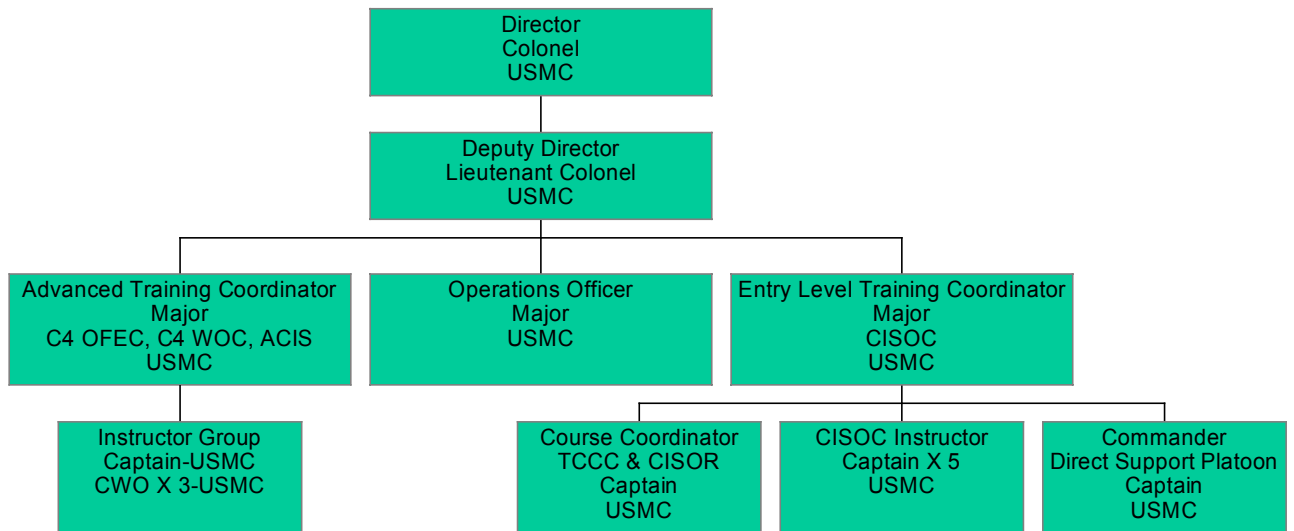 Director
Colonel
USMC
Deputy Director
Lieutenant Colonel
USMC
Advanced Training Coordinator
Major
C4 OFEC, C4 WOC, ACIS
USMC
Operations Officer
Major
USMC
Entry Level Training Coordinator
Major
CISOC
USMC
Instructor Group
Captain-USMC
CWO X 3-USMC
Course Coordinator
TCCC & CISOR
Captain
USMC
CISOC Instructor
Captain X 5
USMC
Commander
Direct Support Platoon
Captain
USMC